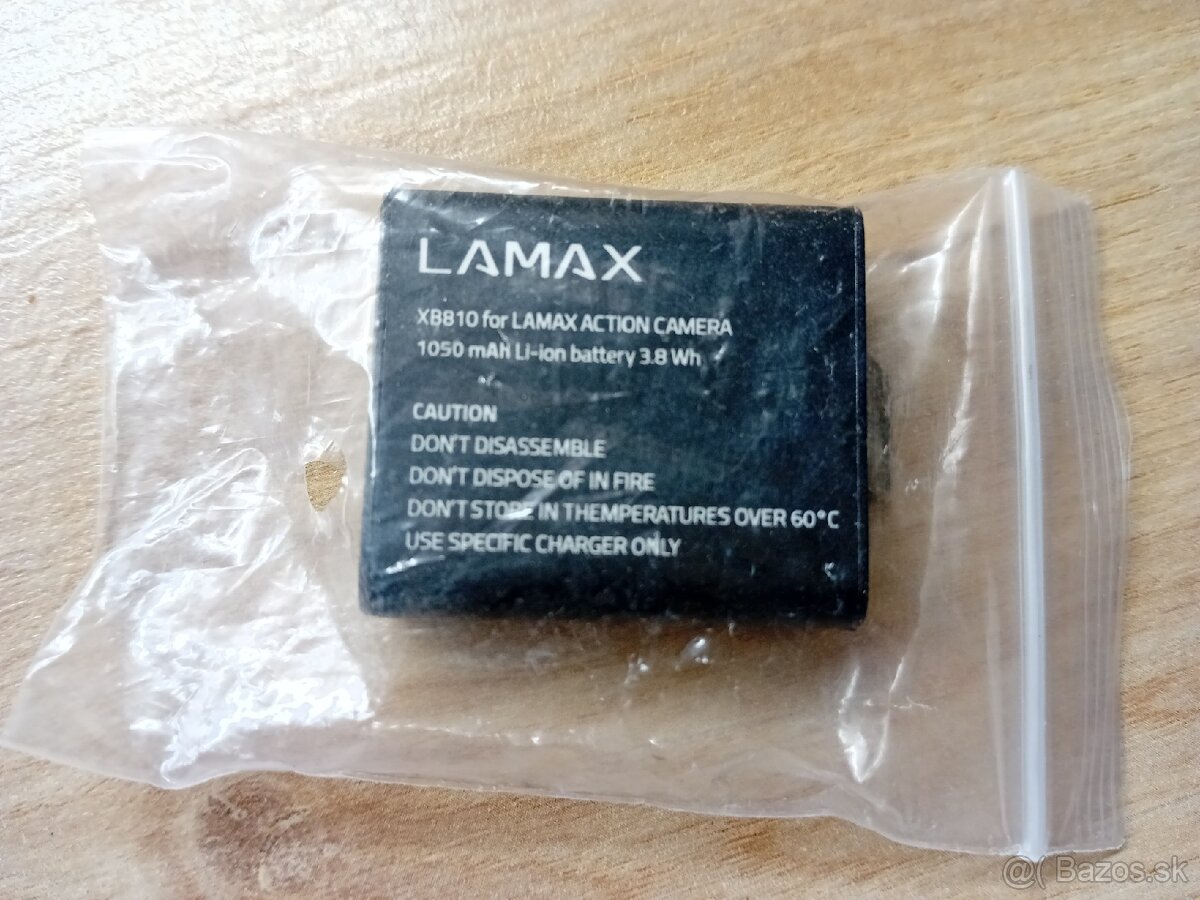 LAMAX
XB810 for LAMAX ACTION CAMERA
1050 mAh Li-ion battery 3.8 Wh
CAUTION
DON'T DISASSEMBLE
DON'T DISPOSE OF IN FIRE
DON'T STORE IN THEMPERATURES OVER 60°C
USE SPECIFIC CHARGER ONLY
@( Bazos.sk